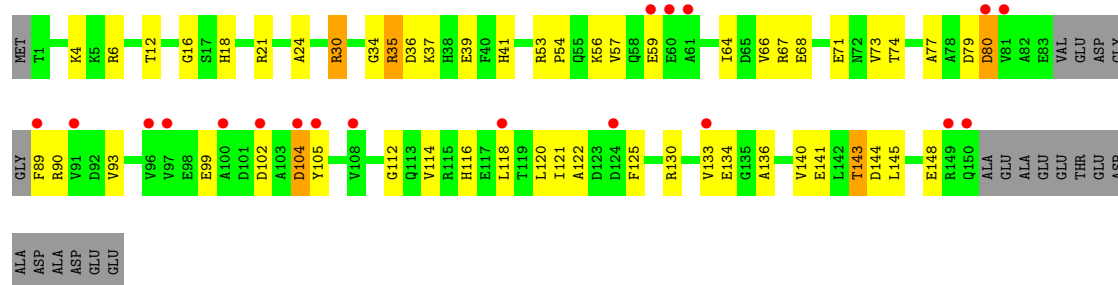 MET T1 K4 K5 R6 T12 G16 S17 H18 R21 A24 R30 G34 R35 D36 K37 H38 E39 F40 H41 R53 P54 Q55 K56 V57 Q58 E59 E60 A61 I64 D65 V66 R67 E68 E71 N72 V73 T74 A77 A78 D79 D80 V81 A82 E83 VAL GLU ASP GLY
GLY F89 R90 V91 D92 V93 V96 V97 E98 E99 A100 D101 D102 A103 D104 Y105 V108 G112 Q113 V114 R115 H116 E117 L118 T119 L120 I121 A122 D123 D124 F125 R130 V133 E134 G135 A136 V140 E141 L142 T143 D144 L145 E148 R149 Q150 ALA GLU ALA GLU GLU THR GLU ASP
ALA ASP ALA ASP GLU GLU